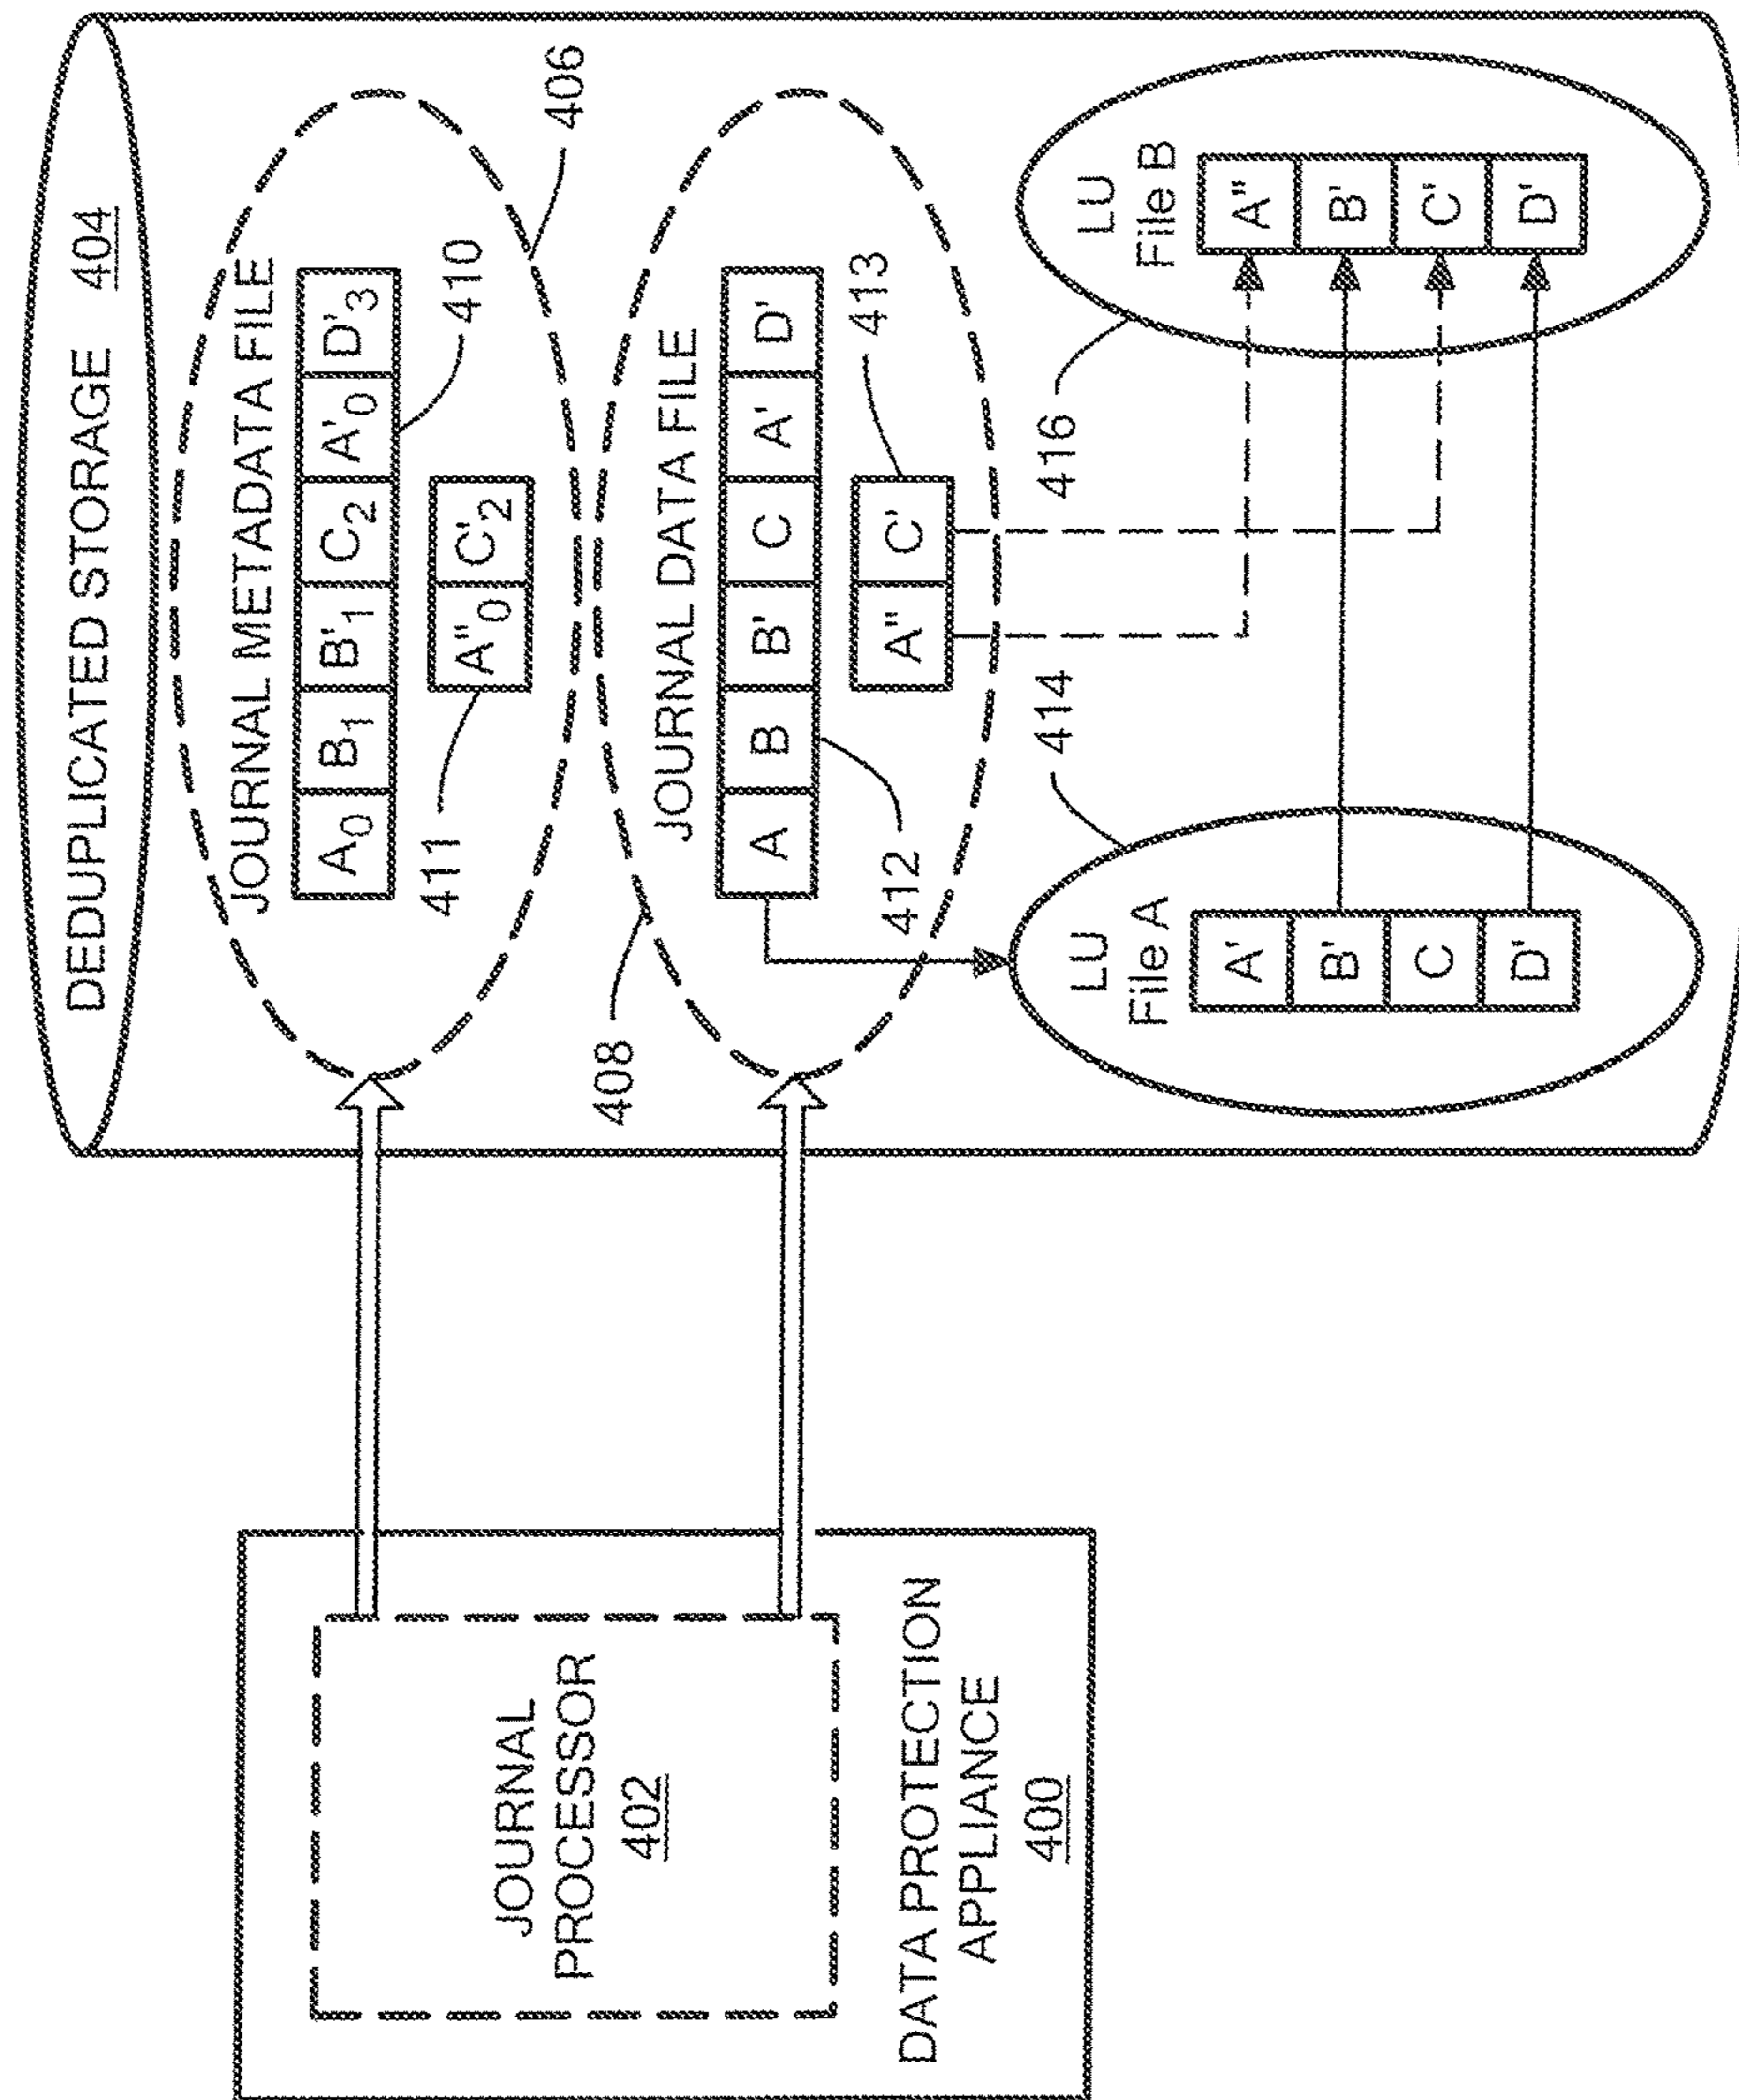 DEDUPLICATED STORAGE 404
JOURNAL METADATA FILE
A₀ B₁ B'₁ C₂ A'₀ D'₃
A"₀ C'₂
411
410
406
JOURNAL DATA FILE
A B B' C A' D'
A" C'
408
412
413
414
416
LU
File A
A'
B'
C
D'
LU
File B
A"
B'
C'
D'
JOURNAL
PROCESSOR
402
DATA PROTECTION
APPLIANCE
400